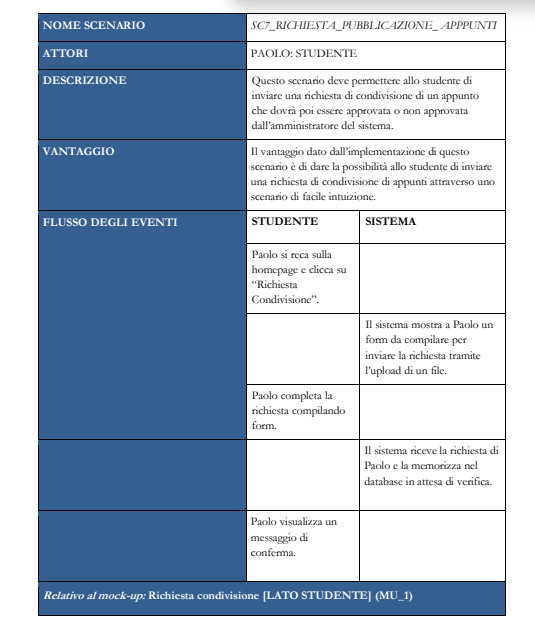 NOME SCENARIO
SC7_RICHIESTA_PUBBLICAZIONE_ APPPUNTI
ATTORI
PAOLO: STUDENTE
DESCRIZIONE
Questo scenario deve permettere allo studente di
inviare una richiesta di condivisione di un appunto
che dovrà poi essere approvata o non approvata
dall’amministratore del sistema.
VANTAGGIO
Il vantaggio dato dall’implementazione di questo
scenario è di dare la possibilità allo studente di inviare
una richiesta di condivisione di appunti attraverso uno
scenario di facile intuizione.
FLUSSO DEGLI EVENTI
STUDENTE
SISTEMA
Paolo si reca sulla
homepage e clicca su
“Richiesta
Condivisione”.
Il sistema mostra a Paolo un
form da compilare per
inviare la richiesta tramite
l’upload di un file.
Paolo completa la
richiesta compilando
form.
Il sistema riceve la richiesta di
Paolo e la memorizza nel
database in attesa di verifica.
Paolo visualizza un
messaggio di
conferma.
Relativo al mock-up: Richiesta condivisione [LATO STUDENTE] (MU_1)